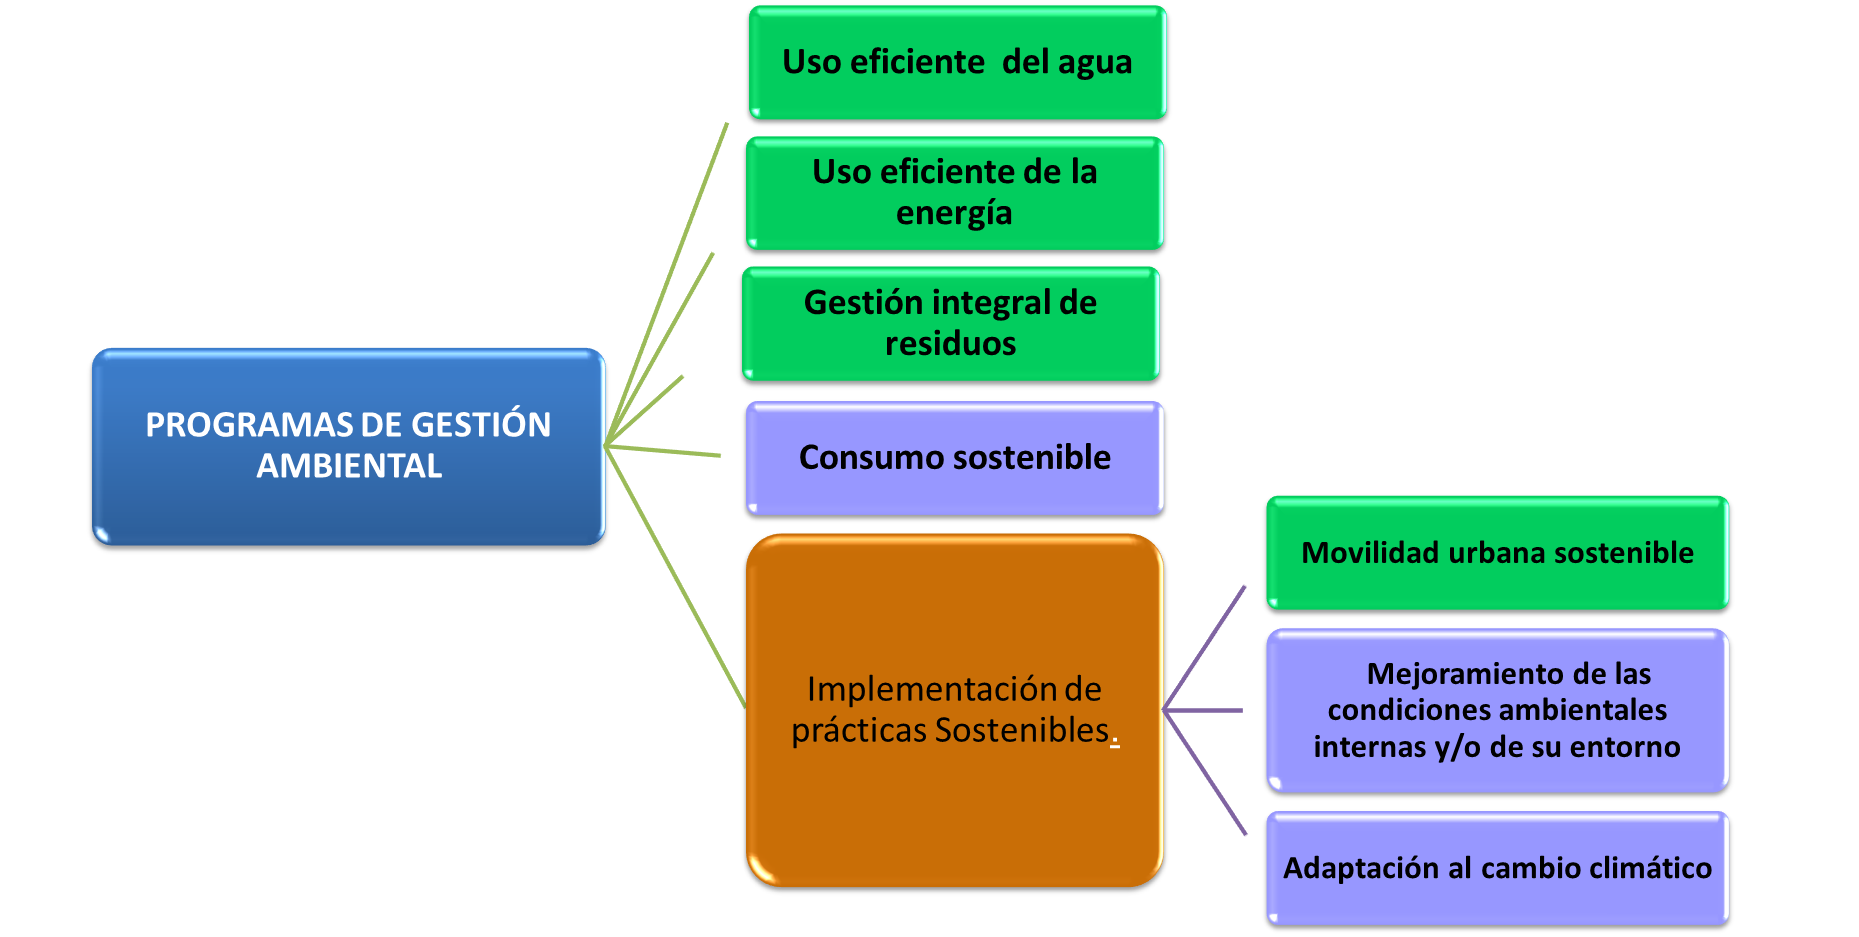 PROGRAMAS DE GESTIÓN
AMBIENTAL
Uso eficiente  del agua
Uso eficiente de la
energía
Gestión integral de
residuos
Consumo sostenible
Implementación de
prácticas Sostenibles.
Movilidad urbana sostenible
Mejoramiento de las
condiciones ambientales
internas y/o de su entorno
Adaptación al cambio climático